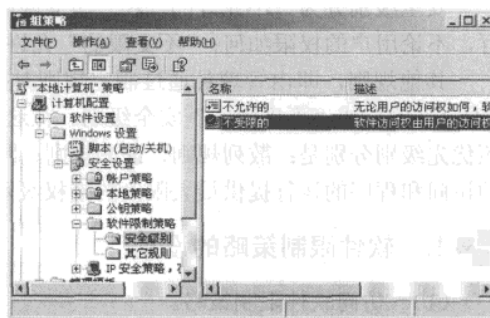 组策略
文件(F) 操作(A) 查看(V) 帮助(H)
"本地计算机" 策略
计算机配置
软件设置
Windows 设置
脚本(启动/关机)
安全设置
帐户策略
本地策略
公钥策略
软件限制策略
安全级别
其它规则
IP 安全策略，
名称 描述
不允许的 无论用户的访问权如何，软
不受限的 软件访问权由用户的访问权